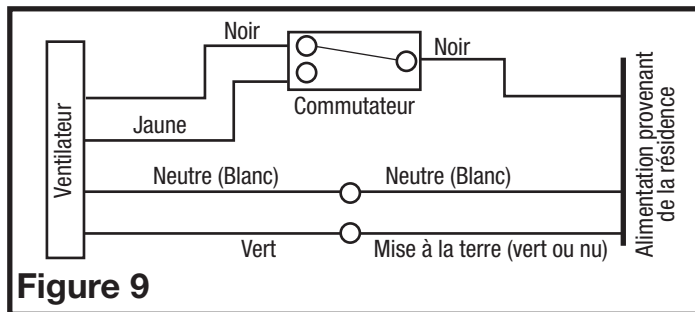 Noir
Noir
Commutateur
Jaune
Ventilateur
Neutre (Blanc)
Neutre (Blanc)
Vert
Mise à la terre (vert ou nu)
Alimentation provenant
de la résidence
Figure 9